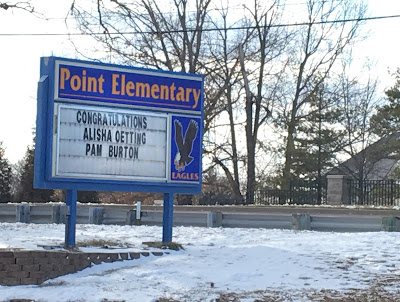 Point Elementary
CONGRATULATIONS
ALISHA OETTING
PAM BURTON
EAGLES